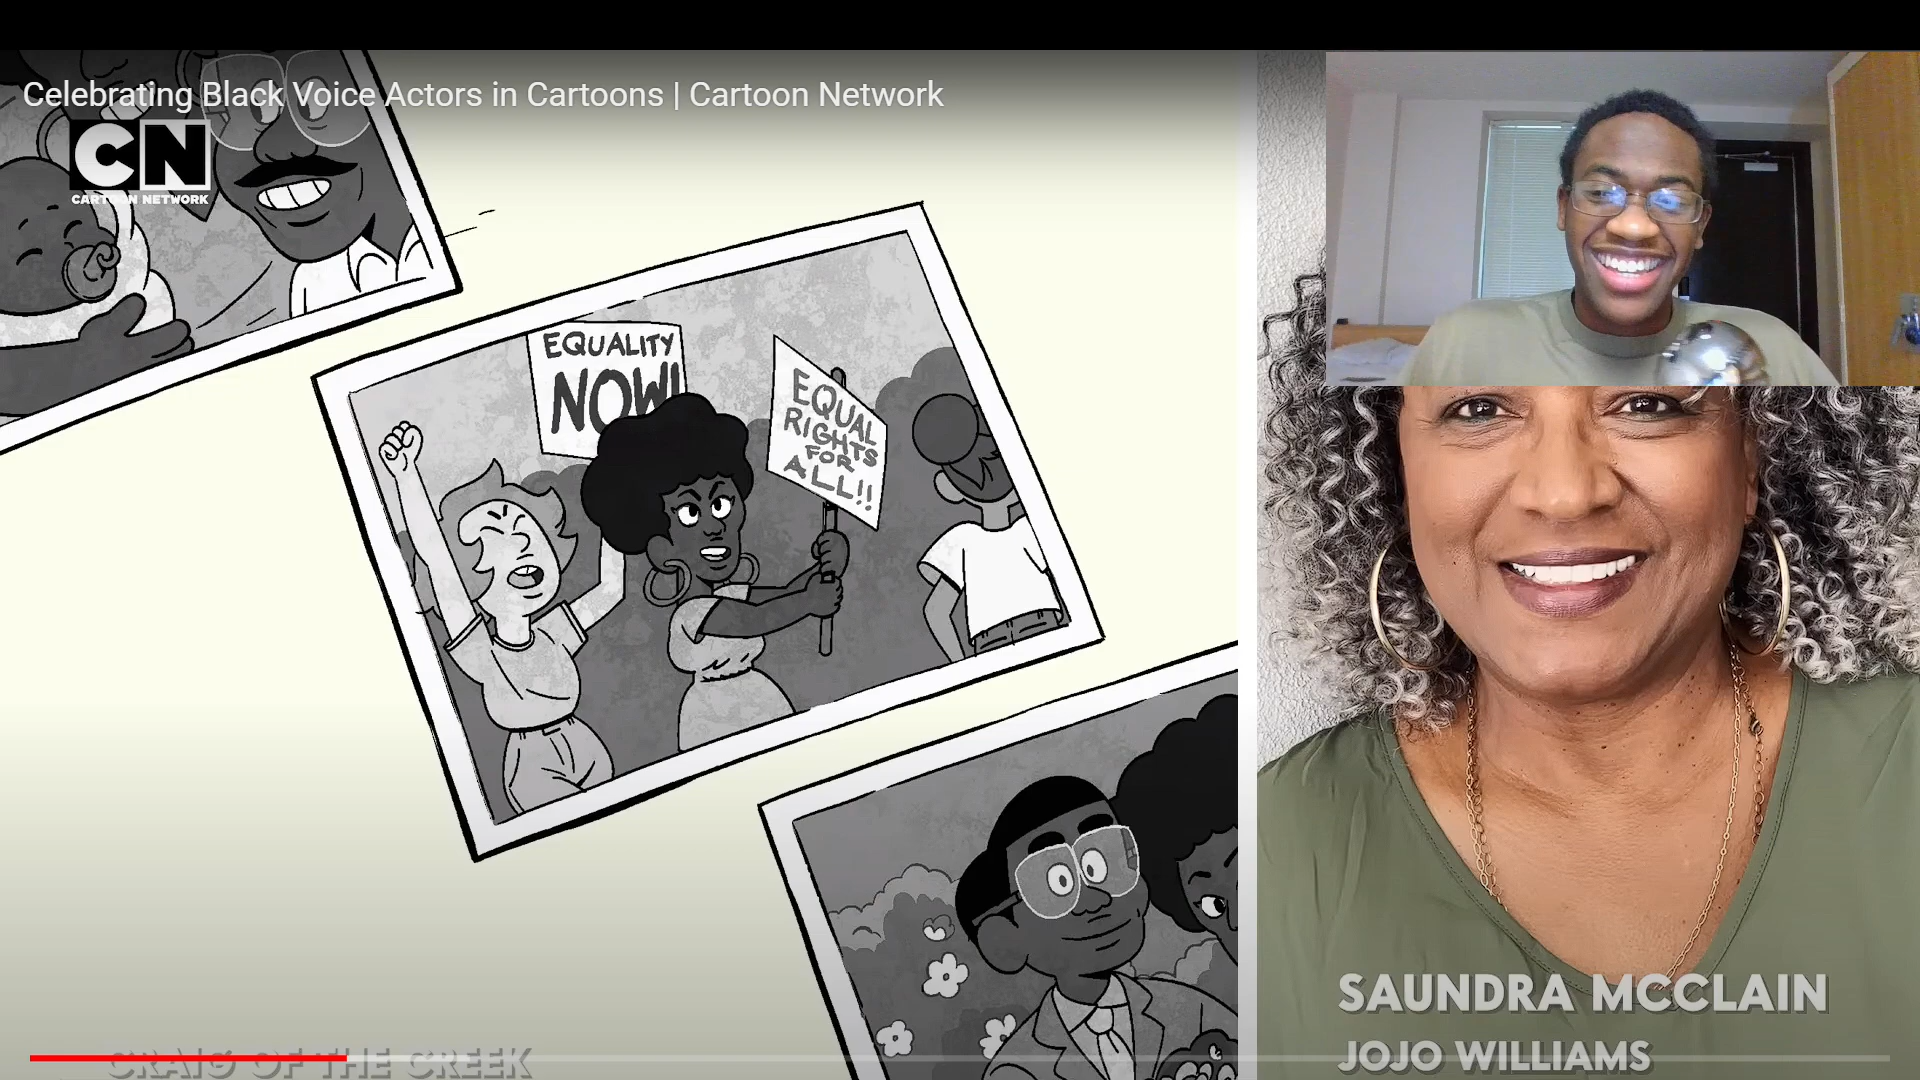 Celebrating Black Voice Actors in Cartoons | Cartoon Network
CN
CARTOON NETWORK
EQUALITY
NOW!
EQUAL
RIGHTS
FOR
ALL!!
SAUNDRA MCCLAIN
JOJO WILLIAMS
CRAIG OF THE CREEK